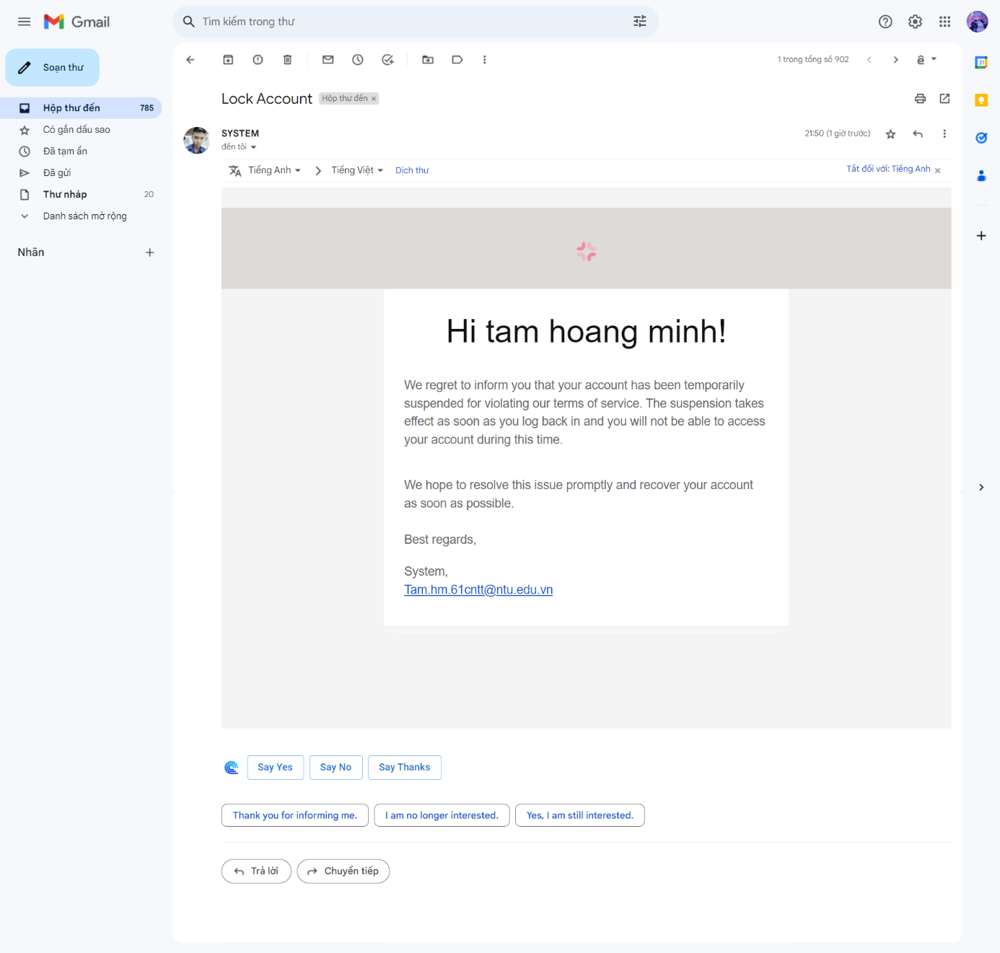 Gmail
Tìm kiếm trong thư
Soạn thư
Hộp thư đến 785
Có gắn dấu sao
Đã tạm ẩn
Đã gửi
Thư nháp 20
Danh sách mở rộng
Nhãn
1 trong tổng số 902
ê
Lock Account Hộp thư đến ×
SYSTEM
21:50 (1 giờ trước)
đến tôi
Tiếng Anh > Tiếng Việt Dịch thư
Tắt đối với: Tiếng Anh ×
Hi tam hoang minh!
We regret to inform you that your account has been temporarily
suspended for violating our terms of service. The suspension takes
effect as soon as you log back in and you will not be able to access
your account during this time.
We hope to resolve this issue promptly and recover your account
as soon as possible.
Best regards,
System,
Tam.hm.61cntt@ntu.edu.vn
Say Yes Say No Say Thanks
Thank you for informing me. I am no longer interested. Yes, I am still interested.
Trả lời Chuyển tiếp
31